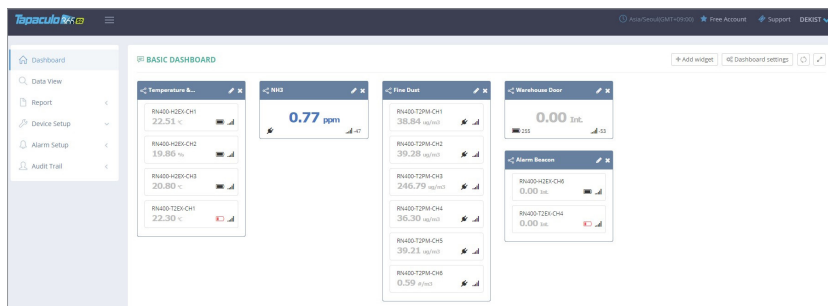 Tapaculo
Asia/Seoul(GMT+09:00) Free Account Support DEKIST
Dashboard
Data View
Report
Device Setup
Alarm Setup
Audit Trail
BASIC DASHBOARD
+ Add widget
Dashboard settings
Temperature &...
RN400-H2EX-CH1
22.51 °C
RN400-H2EX-CH2
19.86 %
RN400-H2EX-CH3
20.80 °C
RN400-T2EX-CH1
22.30 °C
NH3
0.77 ppm
-47
Fine Dust
RN400-T2PM-CH1
38.84 ug/m3
RN400-T2PM-CH2
39.28 ug/m3
RN400-T2PM-CH3
246.79 ug/m3
RN400-T2PM-CH4
36.30 ug/m3
RN400-T2PM-CH5
39.21 ug/m3
RN400-T2PM-CH6
0.59
Warehouse Door
0.00 Int.
-53
Alarm Beacon
RN400-H2EX-CH6
0.00 Int.
RN400-T2EX-CH4
0.00 Int.